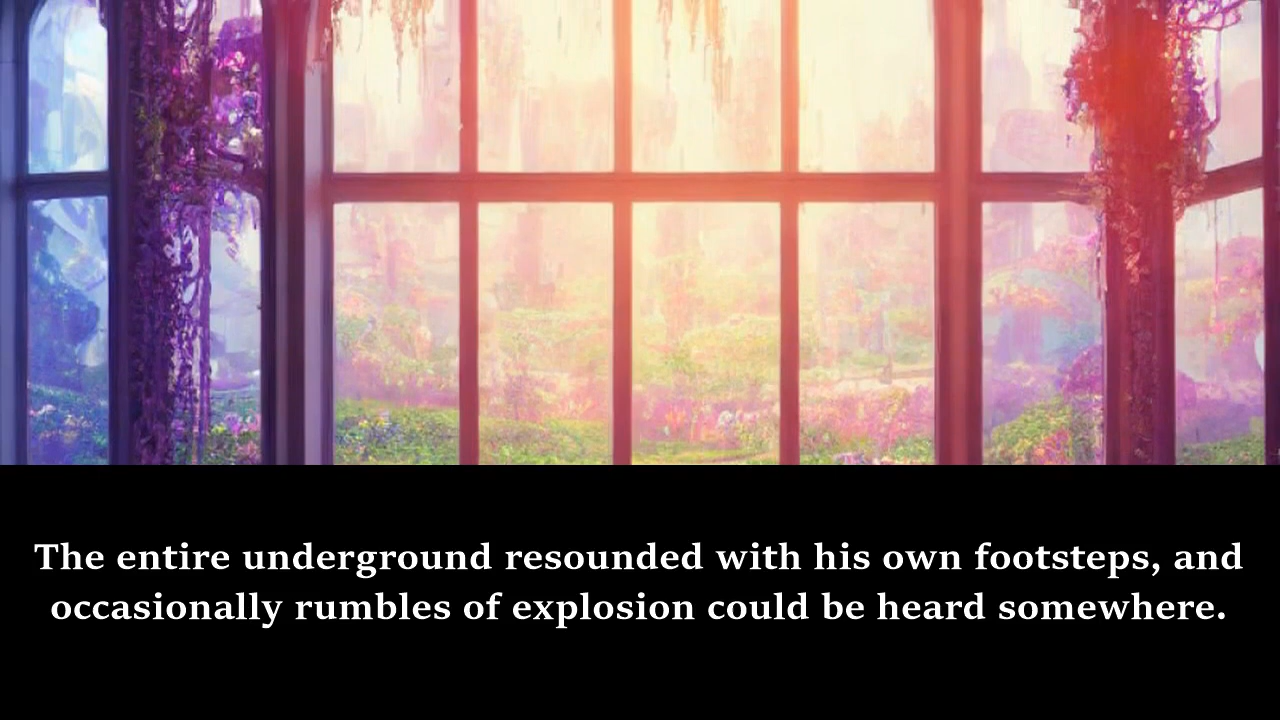 The entire underground resounded with his own footsteps, and
occasionally rumbles of explosion could be heard somewhere.